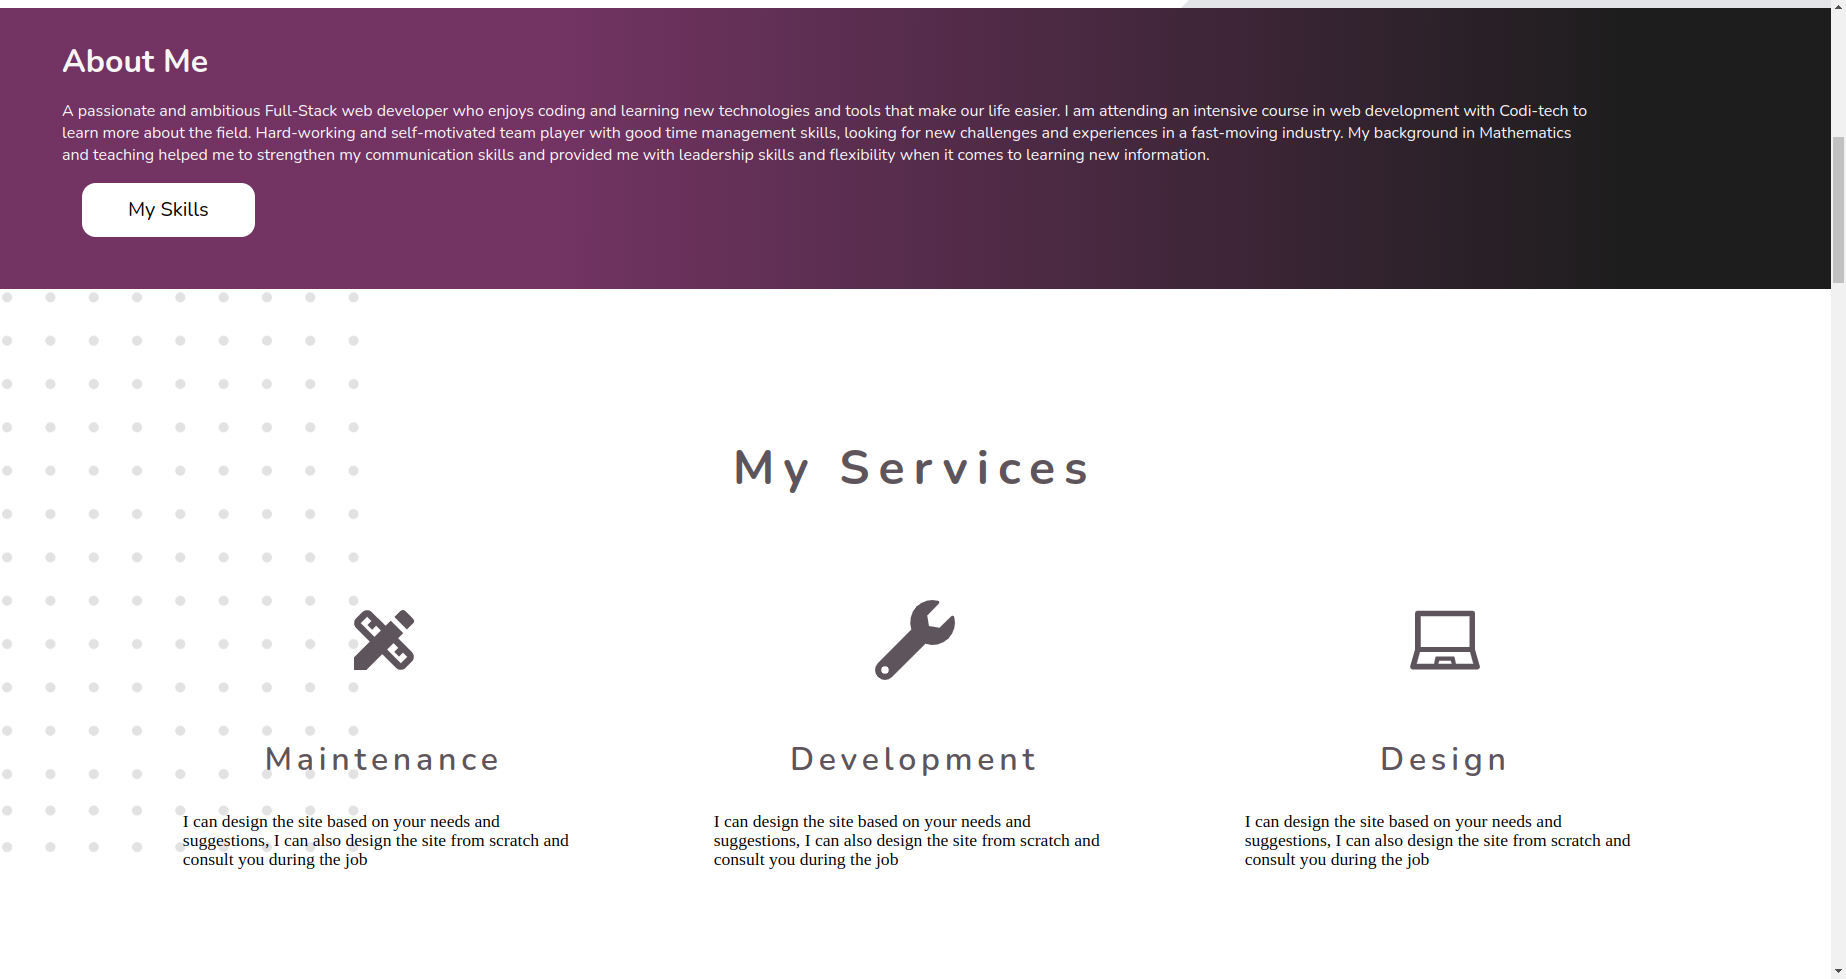 About Me
A passionate and ambitious Full-Stack web developer who enjoys coding and learning new technologies and tools that make our life easier. I am attending an intensive course in web development with Codi-tech to
learn more about the field. Hard-working and self-motivated team player with good time management skills, looking for new challenges and experiences in a fast-moving industry. My background in Mathematics
and teaching helped me to strengthen my communication skills and provided me with leadership skills and flexibility when it comes to learning new information.
My Skills
My Services
Maintenance
I can design the site based on your needs and
suggestions, I can also design the site from scratch and
consult you during the job
Development
I can design the site based on your needs and
suggestions, I can also design the site from scratch and
consult you during the job
Design
I can design the site based on your needs and
suggestions, I can also design the site from scratch and
consult you during the job